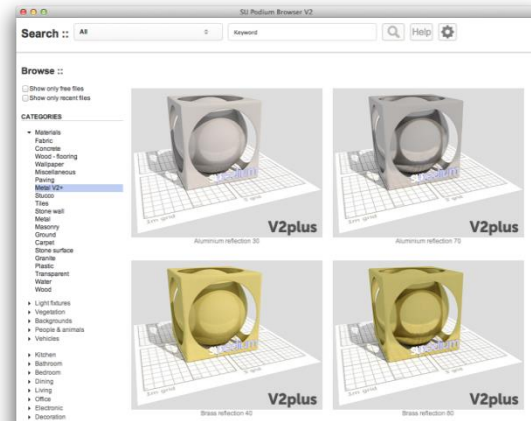 SU Podium Browser V2
Search :: All Keyword Help
Browse ::
Show only free files
Show only recent files
CATEGORIES
Materials
Fabric
Concrete
Wood - flooring
Wallpaper
Miscellaneous
Paving
Metal V2+
Stucco
Tiles
Stone wall
Metal
Masonry
Ground
Carpet
Stone surface
Granite
Plastic
Transparent
Water
Wood
Light fixtures
Vegetation
Backgrounds
People & animals
Vehicles
Kitchen
Bathroom
Bedroom
Dining
Living
Office
Electronic
Decoration
V2plus
Aluminium reflection 30
V2plus
Aluminium reflection 70
V2plus
Brass reflection 40
V2plus
Brass reflection 80